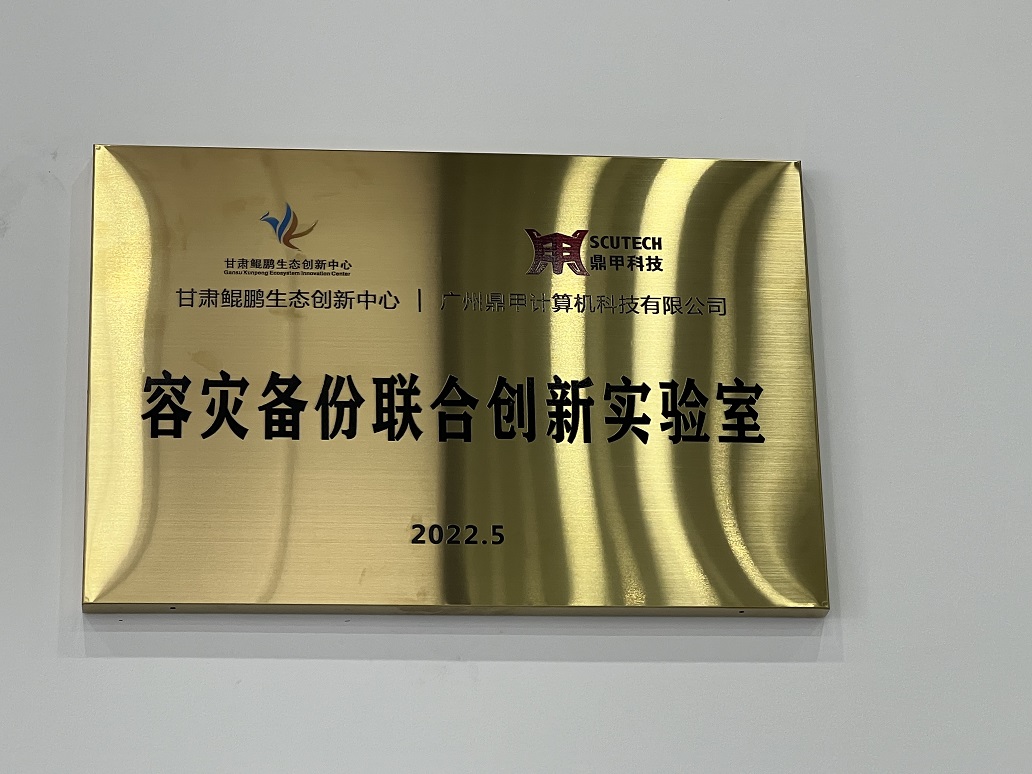 甘肃鲲鹏生态创新中心
Gansu Kunpeng Ecosystem Innovation Center
SCUTECH
鼎甲科技
甘肃鲲鹏生态创新中心 | 广州鼎甲计算机科技有限公司
容灾备份联合创新实验室
2022.5